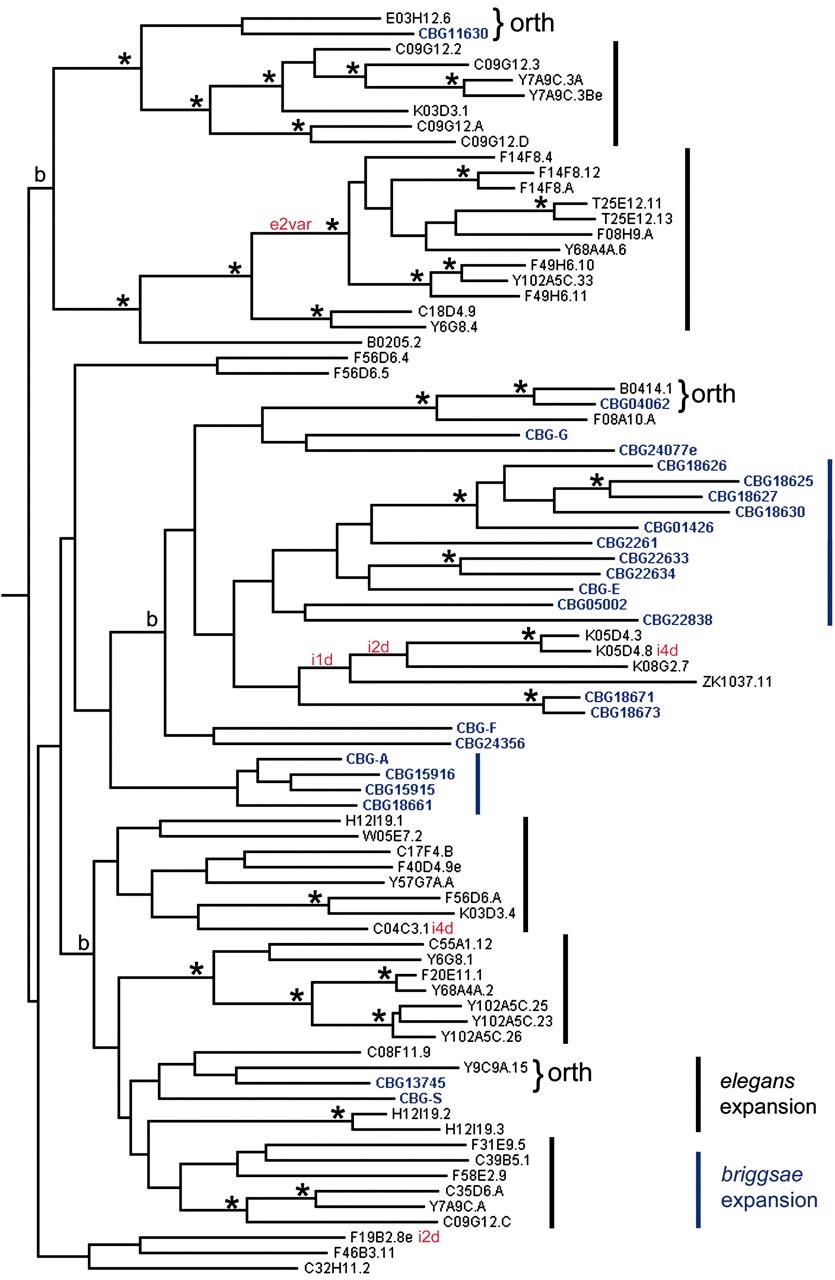 E03H12.6
CBG11630
} orth
*
C09G12.2
C09G12.3
*
*
*
Y7A9C.3A
Y7A9C.3Be
*
K03D3.1
*
C09G12.A
C09G12.D
b
F14F8.4
*
F14F8.12
F14F8.A
*
T25E12.11
T25E12.13
e2var
*
F08H9.A
Y68A4A.6
*
*
*
F49H6.10
Y102A5C.33
F49H6.11
*
*
C18D4.9
Y6G8.4
B0205.2
F56D6.4
F56D6.5
*
*
B0414.1
CBG04062
}orth
F08A10.A
CBG-G
CBG24077e
CBG18626
*
CBG18625
CBG18627
*
CBG18630
CBG01426
CBG2261
*
CBG22633
CBG22634
CBG-E
CBG05002
b
CBG22838
*
K05D4.3
i2d
K05D4.8 i4d
i1d
K08G2.7
ZK1037.11
*
CBG18671
CBG18673
CBG-F
CBG24356
CBG-A
CBG15916
CBG15915
CBG18661
H12I19.1
W05E7.2
C17F4.B
F40D4.9e
Y57G7A.A
*
F56D6.A
K03D3.4
C04C3.1 i4d
b
C55A1.12
Y6G8.1
*
*
F20E11.1
Y68A4A.2
*
*
Y102A5C.25
Y102A5C.23
Y102A5C.26
C08F11.9
Y9C9A.15
CBG13745
} orth
CBG-S
*
H12I19.2
H12I19.3
F31E9.5
C39B5.1
F58E2.9
*
*
C35D6.A
Y7A9C.A
C09G12.C
F19B2.8e i2d
F46B3.11
C32H11.2
elegans
expansion
briggsae
expansion